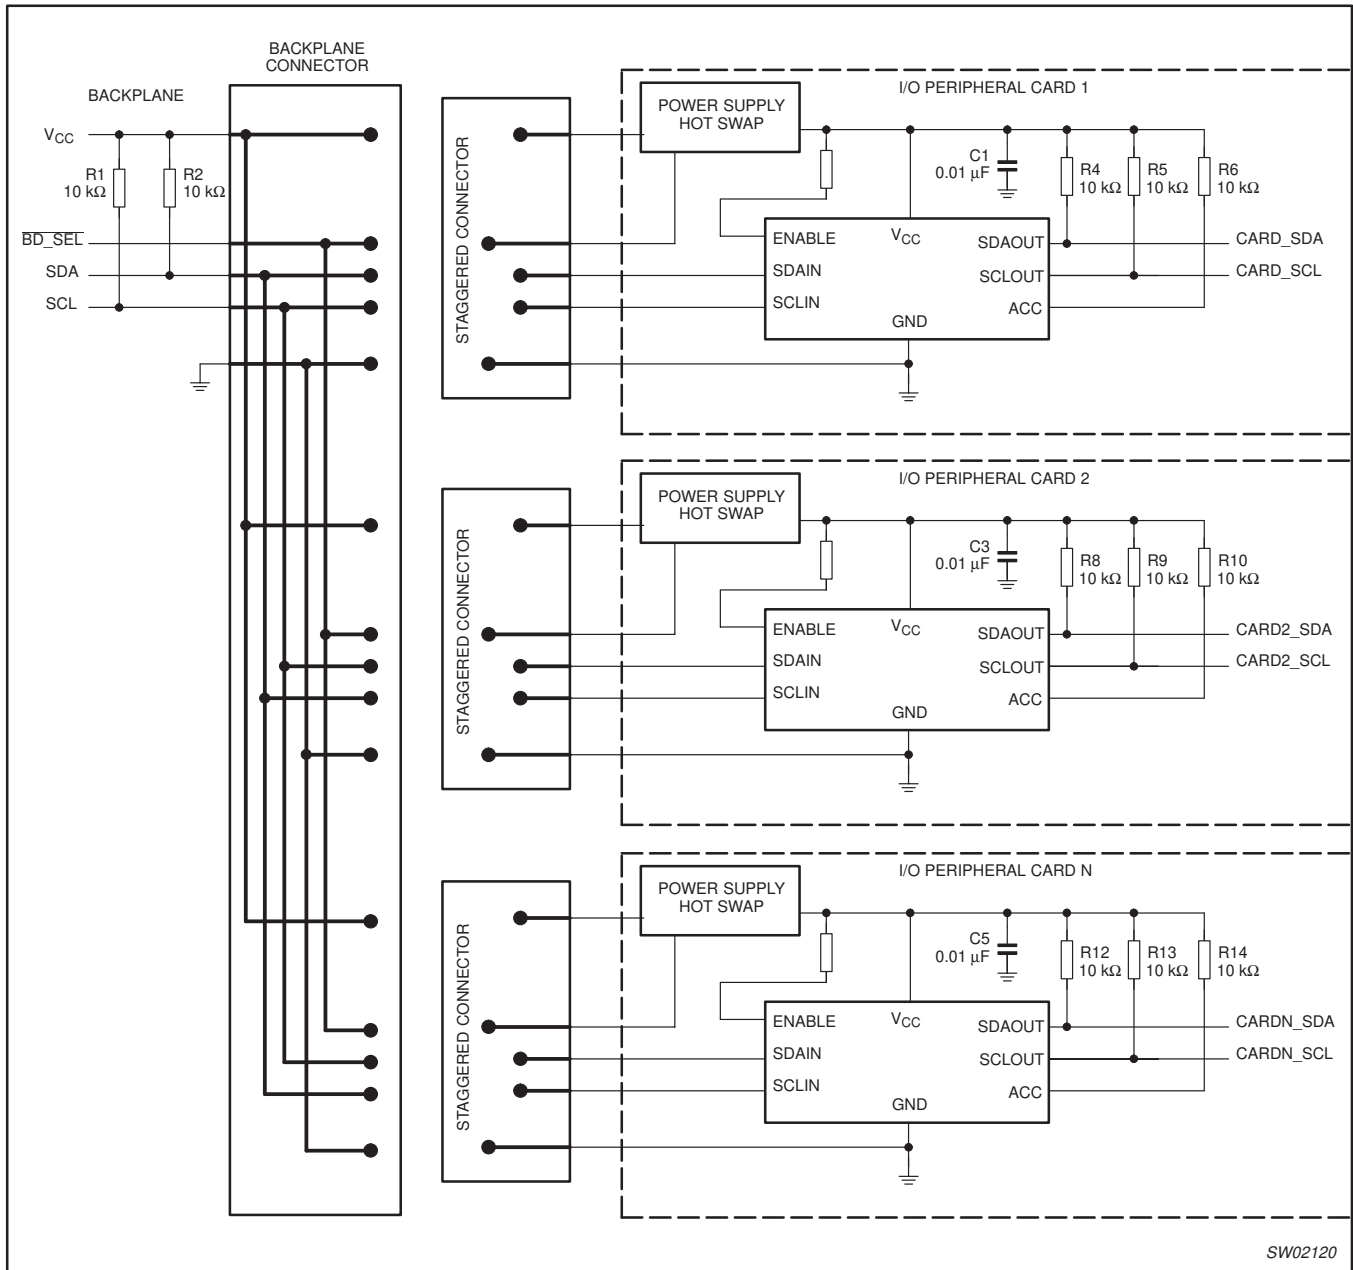 BACKPLANE
CONNECTOR
BACKPLANE
VCC
R1
10 kΩ
R2
10 kΩ
BD_SEL
SDA
SCL
STAGGERED CONNECTOR
I/O PERIPHERAL CARD 1
POWER SUPPLY
HOT SWAP
C1
0.01 μF
R4
10 kΩ
R5
10 kΩ
R6
10 kΩ
ENABLE
VCC
SDAOUT
CARD_SDA
SDAIN
SCLOUT
CARD_SCL
SCLIN
ACC
GND
STAGGERED CONNECTOR
I/O PERIPHERAL CARD 2
POWER SUPPLY
HOT SWAP
C3
0.01 μF
R8
10 kΩ
R9
10 kΩ
R10
10 kΩ
ENABLE
VCC
SDAOUT
CARD2_SDA
SDAIN
SCLOUT
CARD2_SCL
SCLIN
ACC
GND
STAGGERED CONNECTOR
I/O PERIPHERAL CARD N
POWER SUPPLY
HOT SWAP
C5
0.01 μF
R12
10 kΩ
R13
10 kΩ
R14
10 kΩ
ENABLE
VCC
SDAOUT
CARDN_SDA
SDAIN
SCLOUT
CARDN_SCL
SCLIN
ACC
GND
SW02120